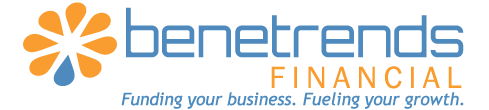 benetrends
FINANCIAL
Funding your business. Fueling your growth.